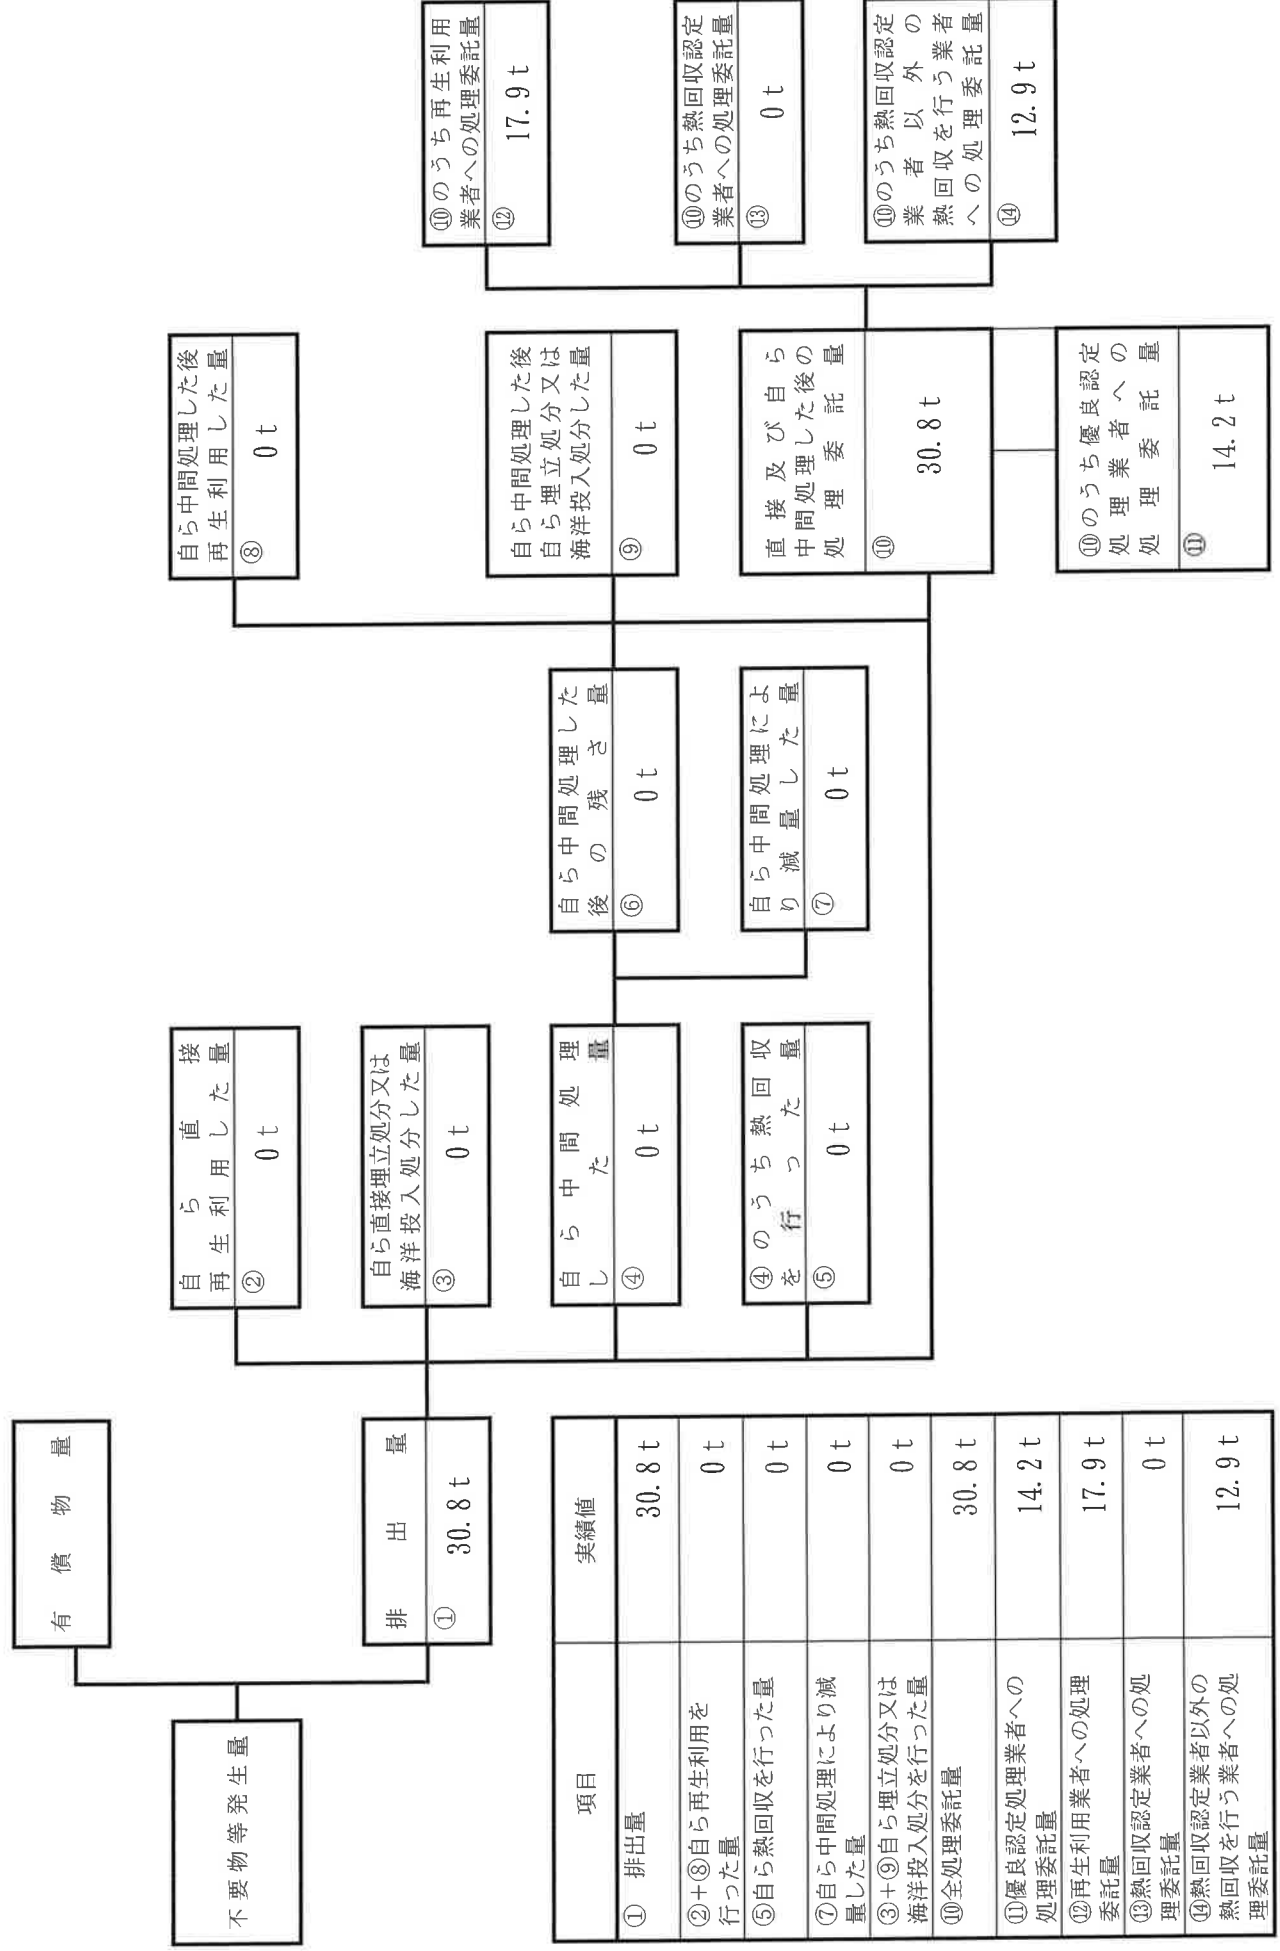 不要物等発生量
有償物量
排出量
① 30.8 t
自ら直接
再生利用した量
② 0 t
自ら直接埋立処分又は
海洋投入処分した量
③ 0 t
自ら中間処理
した量
④ 0 t
④のうち熱回収
を行った量
⑤ 0 t
自ら中間処理した
後の残さ量
⑥ 0 t
自ら中間処理によ
り減量した量
⑦ 0 t
自ら中間処理した後
再生利用した量
⑧ 0 t
自ら中間処理した後
自ら埋立処分又は
海洋投入処分した量
⑨ 0 t
直接及び自ら
中間処理した後の
処理委託量
⑩ 30.8 t
⑩のうち優良認定
処理業者への
処理委託量
⑪ 14.2 t
⑩のうち再生利用
業者への処理委託量
⑫ 17.9 t
⑩のうち熱回収認定
業者への処理委託量
⑬ 0 t
⑩のうち熱回収認定
業者以外の
熱回収を行う業者
への処理委託量
⑭ 12.9 t
項目 実績値
① 排出量 30.8 t
②+⑧自ら再生利用を
行った量 0 t
⑤自ら熱回収を行った量 0 t
⑦自ら中間処理により減
量した量 0 t
③+⑨自ら埋立処分又は
海洋投入処分を行った量 0 t
⑩全処理委託量 30.8 t
⑪優良認定処理業者への
処理委託量 14.2 t
⑫再生利用業者への処理
委託量 17.9 t
⑬熱回収認定業者への処
理委託量 0 t
⑭熱回収認定業者以外の
熱回収を行う業者への処
理委託量 12.9 t